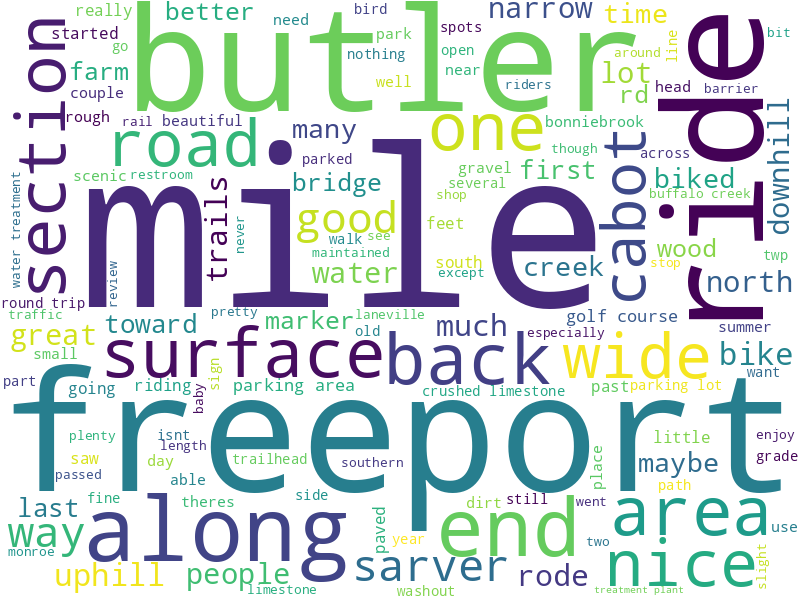 really
better
bird
narrow
time
need
spots
started
go
butler
park
open
nothing
line
around
bit
farm
couple
well
near
riders
lot
rd
head
barrier
ride
section
rough
rail
beautiful
many
one
bonniebrook
road
parked
though
across
cabot
downhill
scenic
restroom
trails
bridge
gravel
first
several
biked
buffalo creek
water treatment
mile
never
good
walk
see
feet
shop
maintained
water
south
except
creek
wood
stop
twp
north
review
round trip
traffic
pretty
laneville
golf course
great
toward
marker
old
much
especially
summer
small
surface
back
wide
bike
part
going
riding
baby
sign
parking area
crushed limestone
past
parking lot
want
freeport
plenty
isnt
length
trailhead
southern
little
enjoy
saw
passed
day
able
place
maybe
grade
last
fine
theres
side
dirt
still
went
path
way
along
paved
year
end
area
use
monroe
two
uphill
people
limestone
sarver
washout
rode
nice
treatment plant
slight